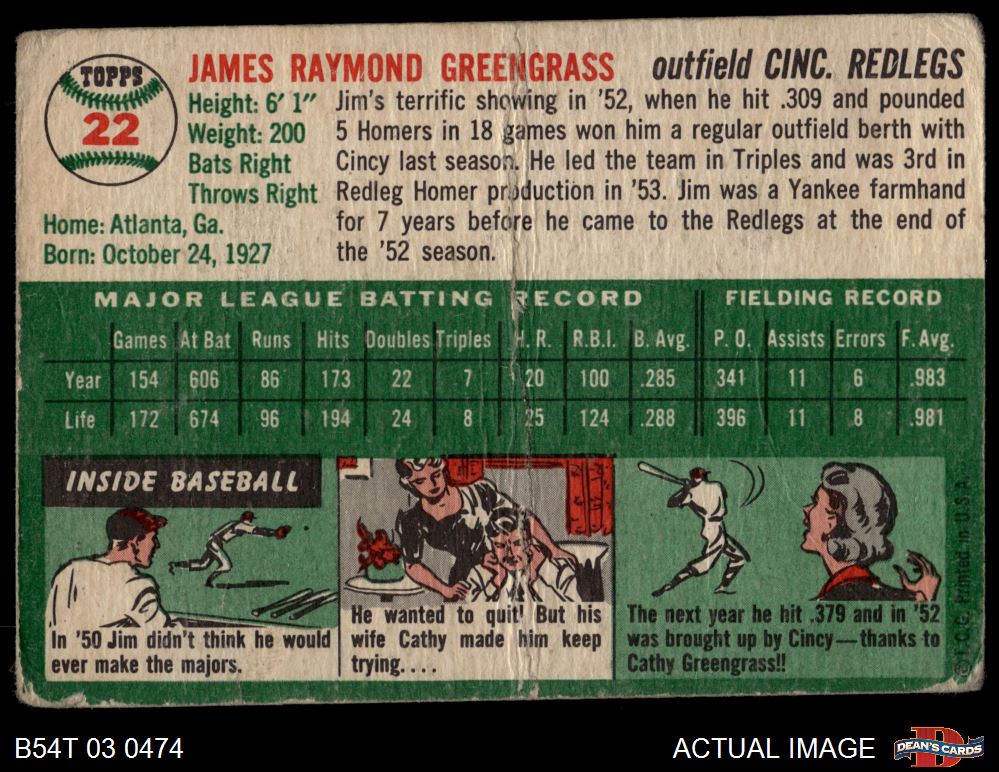 TOPPS
22
JAMES RAYMOND GREENGRASS outfield CINC. REDLEGS
Height: 6' 1"
Weight: 200
Bats Right
Throws Right
Home: Atlanta, Ga.
Born: October 24, 1927
Jim's terrific showing in '52, when he hit .309 and pounded
5 Homers in 18 games won him a regular outfield berth with
Cincy last season. He led the team in Triples and was 3rd in
Redleg Homer production in '53. Jim was a Yankee farmhand
for 7 years before he came to the Redlegs at the end of
the '52 season.
MAJOR LEAGUE BATTING RECORD FIELDING RECORD
Games At Bat Runs Hits Doubles Triples H. R. R.B.I. B. Avg. P. O. Assists Errors F. Avg.
Year 154 606 86 173 22 7 20 100 .285 341 11 6 .983
Life 172 674 96 194 24 8 25 124 .288 396 11 8 .981
INSIDE BASEBALL
In '50 Jim didn't think he would
ever make the majors.
He wanted to quit! But his
wife Cathy made him keep
trying....
The next year he hit .379 and in '52
was brought up by Cincy—thanks to
Cathy Greengrass!!
© T.C.G. Printed in U.S.A.
B54T 03 0474
ACTUAL IMAGE
D
DEAN'S CARDS